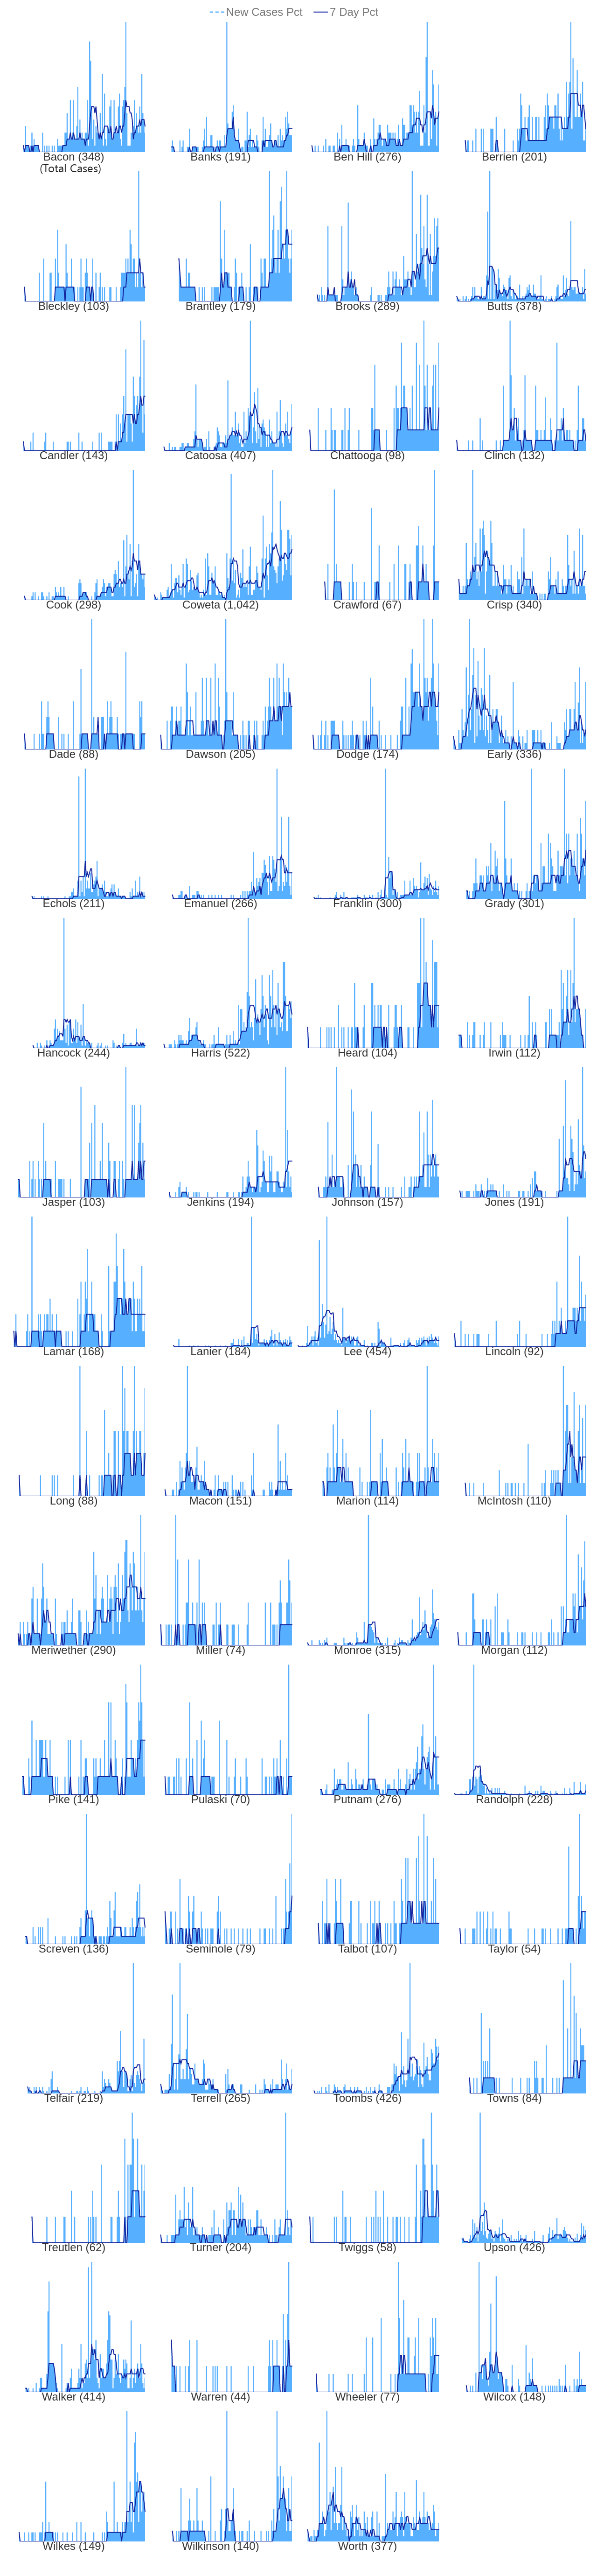 New Cases Pct 7 Day Pct
Bacon (348) Banks (191) Ben Hill (276) Berrien (201)
(Total Cases)
Bleckley (103) Brantley (179) Brooks (289) Butts (378)
Candler (143) Catoosa (407) Chattooga (98) Clinch (132)
Cook (298) Coweta (1,042) Crawford (67) Crisp (340)
Dade (88) Dawson (205) Dodge (174) Early (336)
Echols (211) Emanuel (266) Franklin (300) Grady (301)
Hancock (244) Harris (522) Heard (104) Irwin (112)
Jasper (103) Jenkins (194) Johnson (157) Jones (191)
Lamar (168) Lanier (184) Lee (454) Lincoln (92)
Long (88) Macon (151) Marion (114) McIntosh (110)
Meriwether (290) Miller (74) Monroe (315) Morgan (112)
Pike (141) Pulaski (70) Putnam (276) Randolph (228)
Screven (136) Seminole (79) Talbot (107) Taylor (54)
Telfair (219) Terrell (265) Toombs (426) Towns (84)
Treutlen (62) Turner (204) Twiggs (58) Upson (426)
Walker (414) Warren (44) Wheeler (77) Wilcox (148)
Wilkes (149) Wilkinson (140) Worth (377)